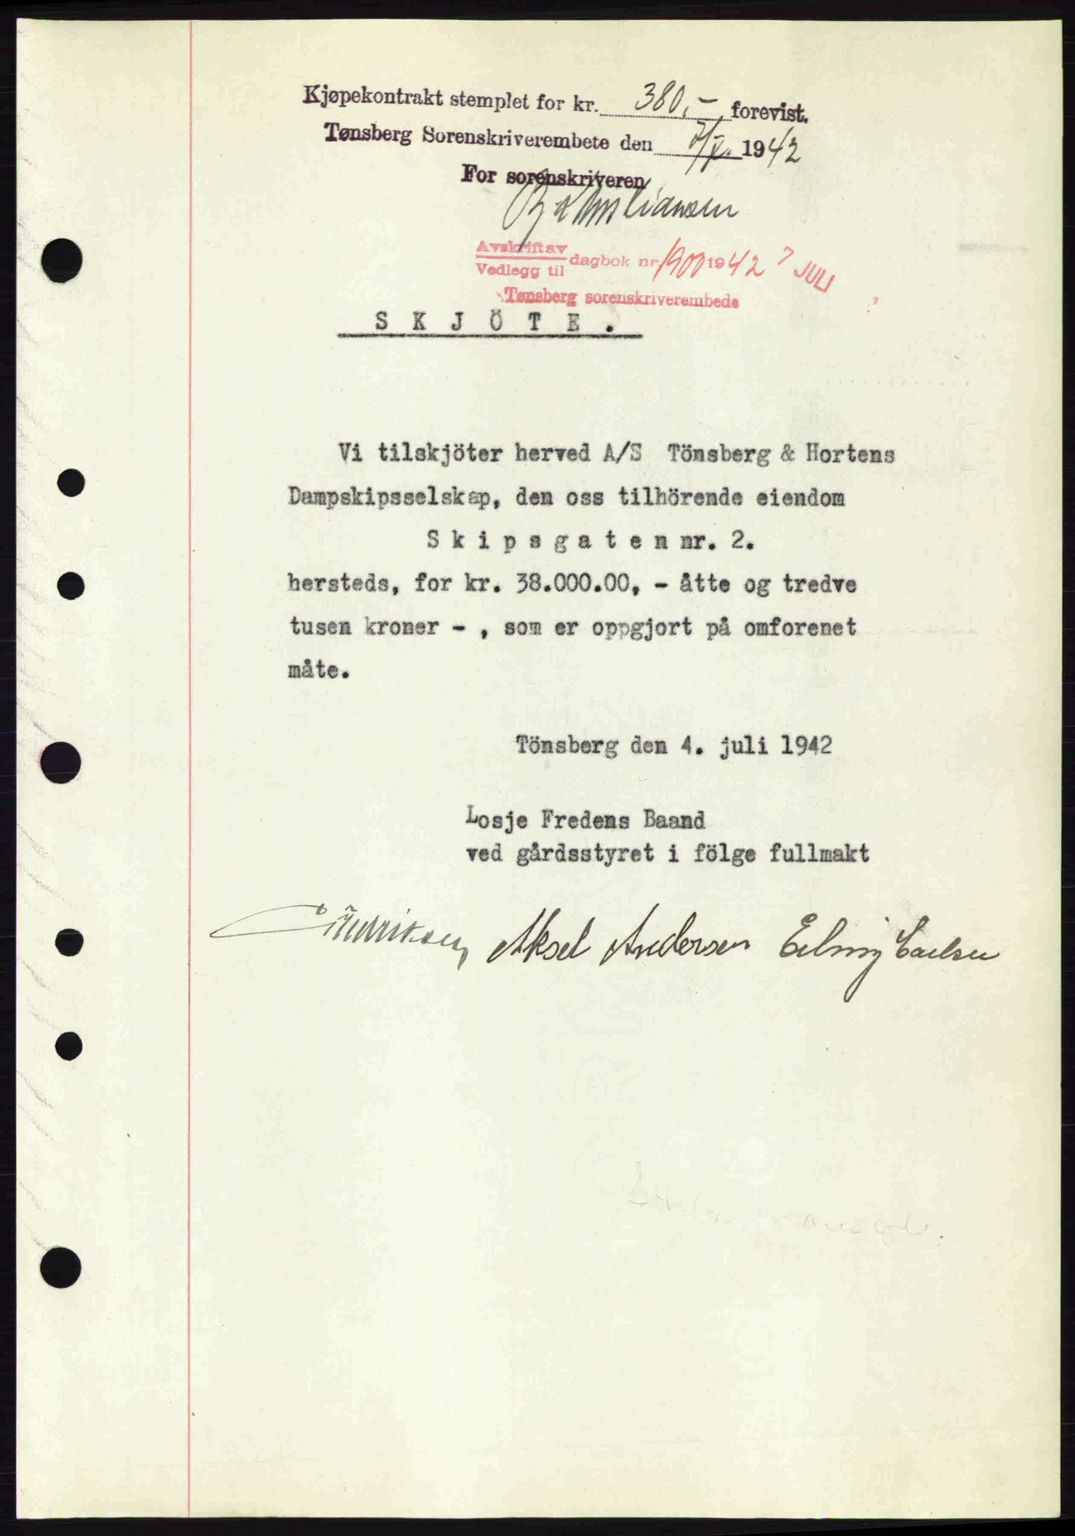 Kjøpekontrakt stemplet for kr. 380,- forevist.
Tønsberg Sorenskriverembete den 7/7. 1942
For sorenskriveren
Avskrift av
Vedlegg til dagbok nr. 1900 1942 7 JULI
Tønsberg sorenskriverembede
S K J Ö T E .
Vi tilskjöter herved A/S Tönsberg & Hortens
Dampskipsselskap, den oss tilhörende eiendom
S k i p s g a t e n nr. 2.
hersteds, for kr. 38.000.00, - åtte og tredve
tusen kroner - , som er oppgjort på omforenet
måte.
Tönsberg den 4. juli 1942
Losje Fredens Baand
ved gårdsstyret i fölge fullmakt
Fredriksen Aksel Andersen Carlsen